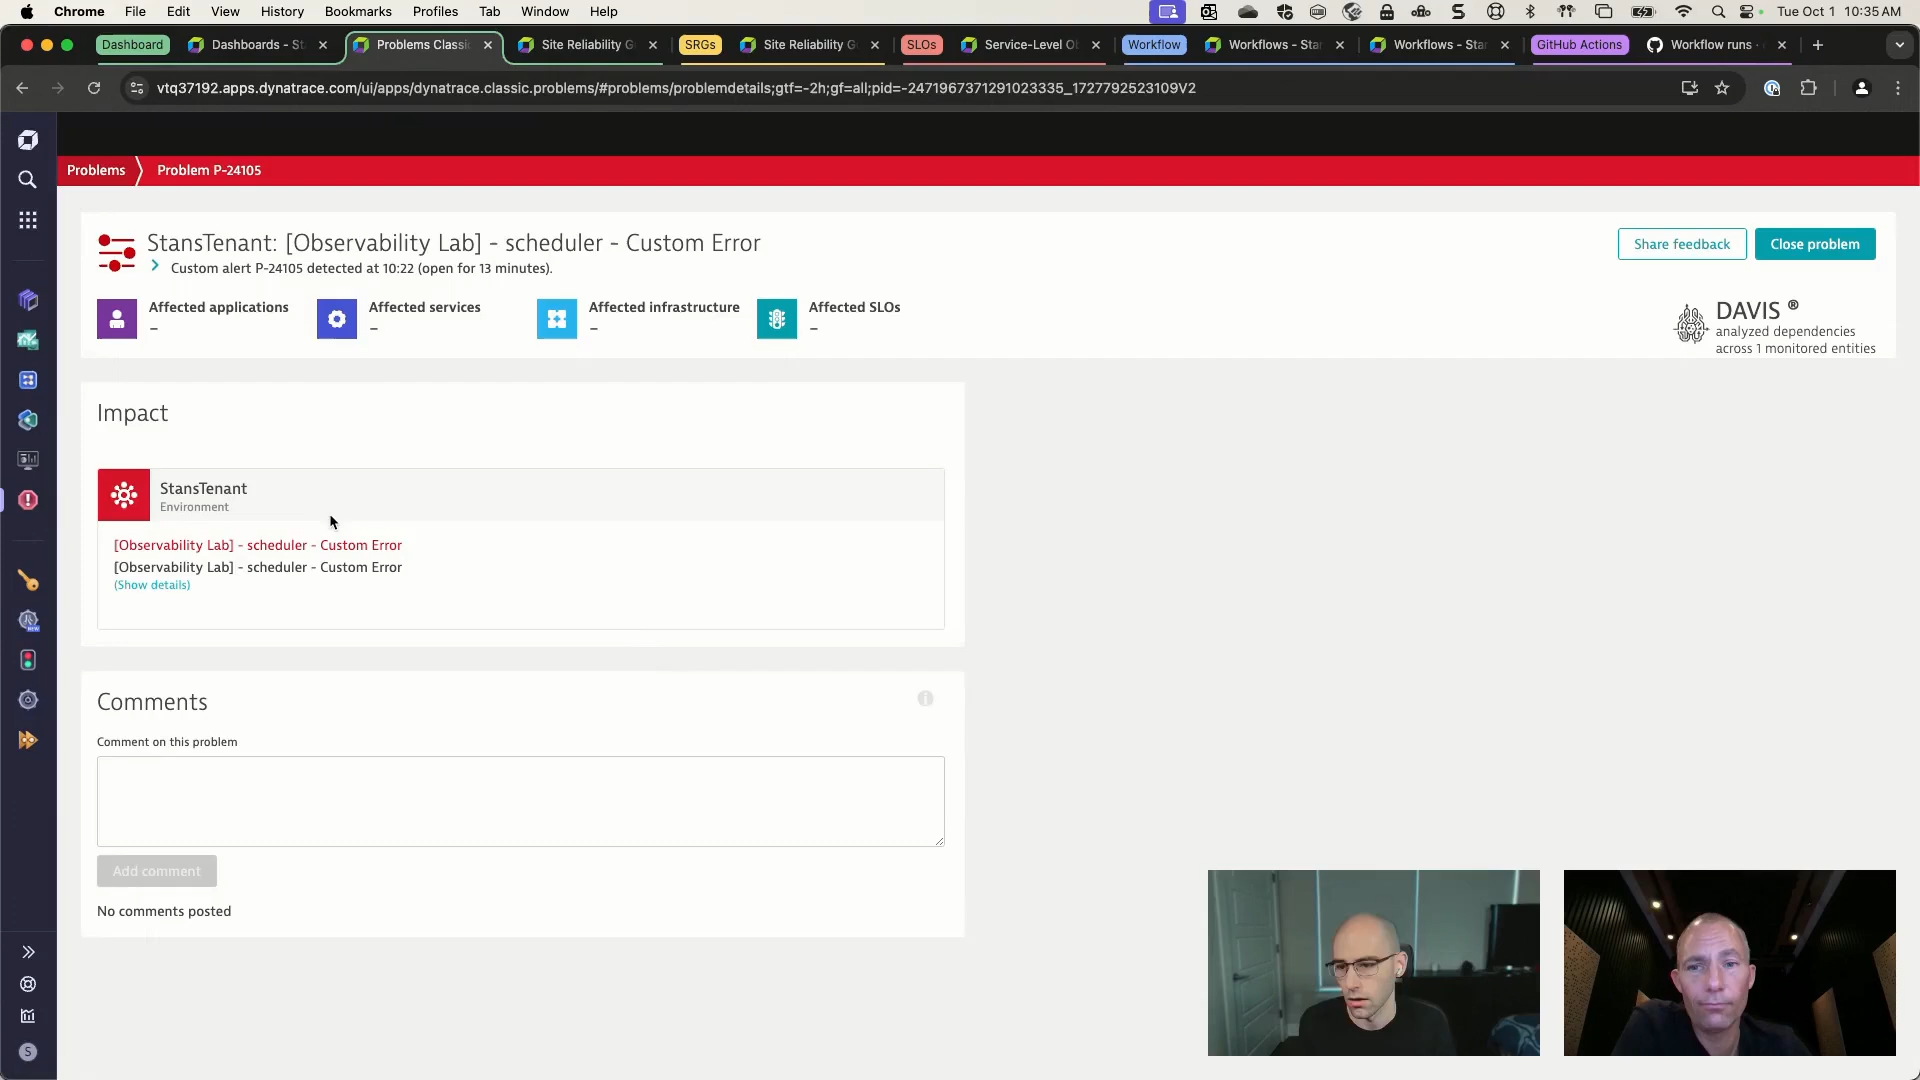 Chrome File Edit View History Bookmarks Profiles Tab Window Help Tue Oct 1 10:35 AM
Dashboard Dashboards - St Problems Classic Site Reliability G SRGs Site Reliability G SLOs Service-Level Ob Workflow Workflows - Stan Workflows - Stan GitHub Actions Workflow runs ·
vtq37192.apps.dynatrace.com/ui/apps/dynatrace.classic.problems/#problems/problemdetails;gtf=-2h;gf=all;pid=-2471967371291023335_1727792523109V2
Problems Problem P-24105
StansTenant: [Observability Lab] - scheduler - Custom Error
Custom alert P-24105 detected at 10:22 (open for 13 minutes).
Share feedback Close problem
Affected applications
–
Affected services
–
Affected infrastructure
–
Affected SLOs
–
DAVIS ®
analyzed dependencies
across 1 monitored entities
Impact
StansTenant
Environment
[Observability Lab] - scheduler - Custom Error
[Observability Lab] - scheduler - Custom Error
(Show details)
Comments
Comment on this problem
Add comment
No comments posted
S